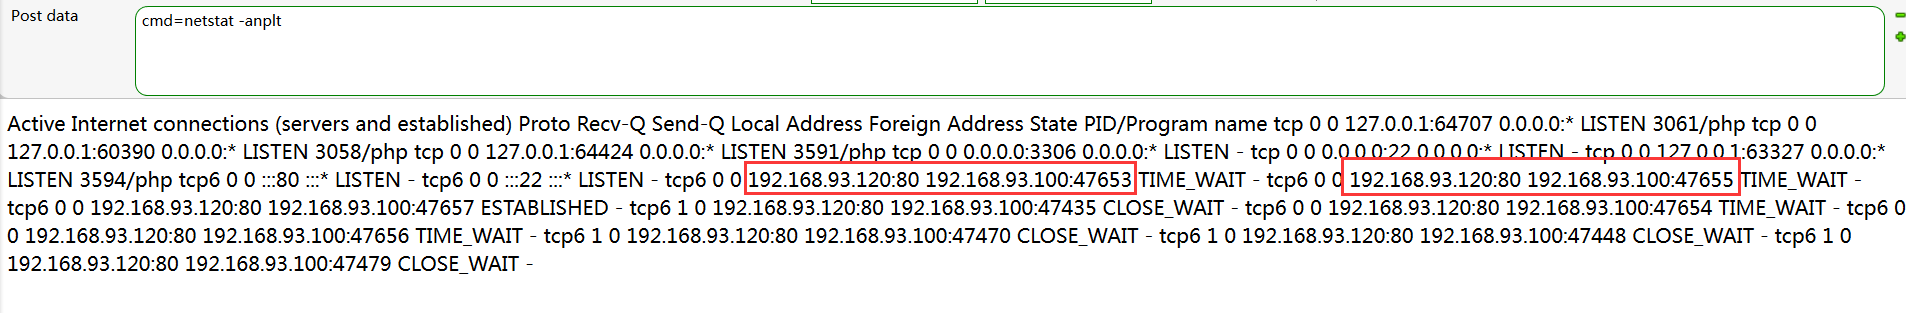 Post data
cmd=netstat -anplt
Active Internet connections (servers and established) Proto Recv-Q Send-Q Local Address Foreign Address State PID/Program name tcp 0 0 127.0.0.1:64707 0.0.0.0:* LISTEN 3061/php tcp 0 0
127.0.0.1:60390 0.0.0.0:* LISTEN 3058/php tcp 0 0 127.0.0.1:64424 0.0.0.0:* LISTEN 3591/php tcp 0 0 0.0.0.0:3306 0.0.0.0:* LISTEN - tcp 0 0 0.0.0.0:22 0.0.0.0:* LISTEN - tcp 0 0 127.0.0.1:63327 0.0.0.0:*
LISTEN 3594/php tcp6 0 0 :::80 :::* LISTEN - tcp6 0 0 :::22 :::* LISTEN - tcp6 0 0 192.168.93.120:80 192.168.93.100:47653 TIME_WAIT - tcp6 0 0 192.168.93.120:80 192.168.93.100:47655 TIME_WAIT -
tcp6 0 0 192.168.93.120:80 192.168.93.100:47657 ESTABLISHED - tcp6 1 0 192.168.93.120:80 192.168.93.100:47435 CLOSE_WAIT - tcp6 0 0 192.168.93.120:80 192.168.93.100:47654 TIME_WAIT - tcp6 0
0 192.168.93.120:80 192.168.93.100:47656 TIME_WAIT - tcp6 1 0 192.168.93.120:80 192.168.93.100:47470 CLOSE_WAIT - tcp6 1 0 192.168.93.120:80 192.168.93.100:47448 CLOSE_WAIT - tcp6 1 0
192.168.93.120:80 192.168.93.100:47479 CLOSE_WAIT -